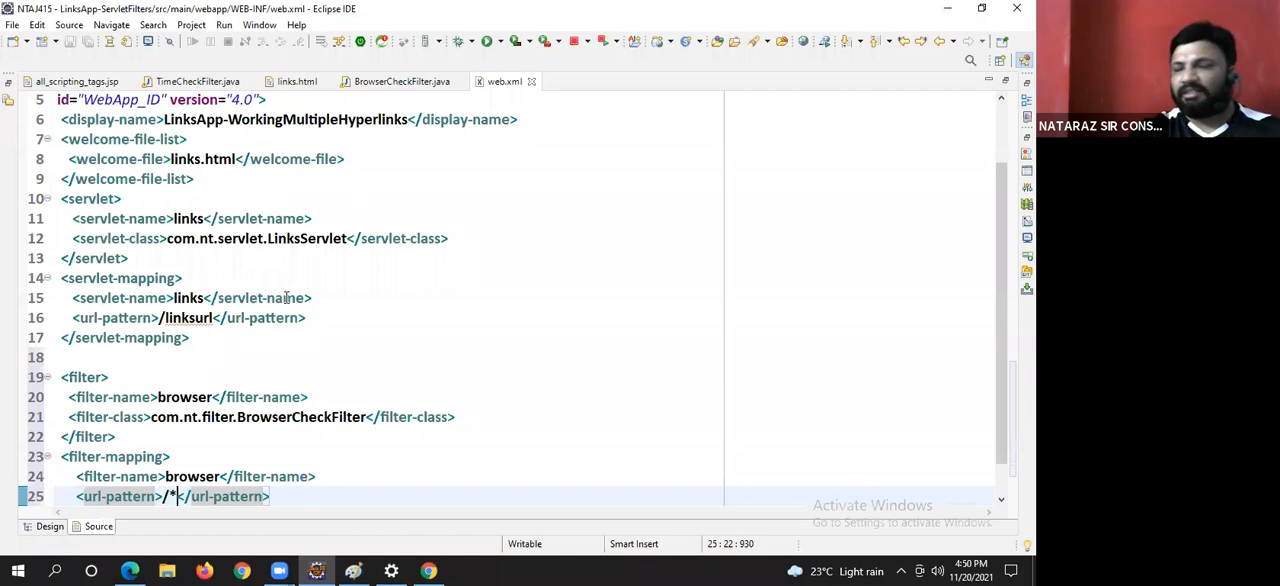 NTAJ415 - LinksApp-ServletFilters/src/main/webapp/WEB-INF/web.xml - Eclipse IDE
File Edit Source Navigate Search Project Run Window Help
all_scripting_tags.jsp TimeCheckFilter.java links.html BrowserCheckFilter.java web.xml
NATARAZ SIR CONS...
5 id="WebApp_ID" version="4.0">
6 <display-name>LinksApp-WorkingMultipleHyperlinks</display-name>
7 <welcome-file-list>
8 <welcome-file>links.html</welcome-file>
9 </welcome-file-list>
10 <servlet>
11 <servlet-name>links</servlet-name>
12 <servlet-class>com.nt.servlet.LinksServlet</servlet-class>
13 </servlet>
14 <servlet-mapping>
15 <servlet-name>links</servlet-name>
16 <url-pattern>/linksurl</url-pattern>
17 </servlet-mapping>
18
19 <filter>
20 <filter-name>browser</filter-name>
21 <filter-class>com.nt.filter.BrowserCheckFilter</filter-class>
22 </filter>
23 <filter-mapping>
24 <filter-name>browser</filter-name>
25 <url-pattern>/*</url-pattern>
Activate Windows
Go to Settings to activate Windows.
Design Source
Writable Smart Insert 25 : 22 : 930
23°C Light rain 4:50 PM
11/20/2021